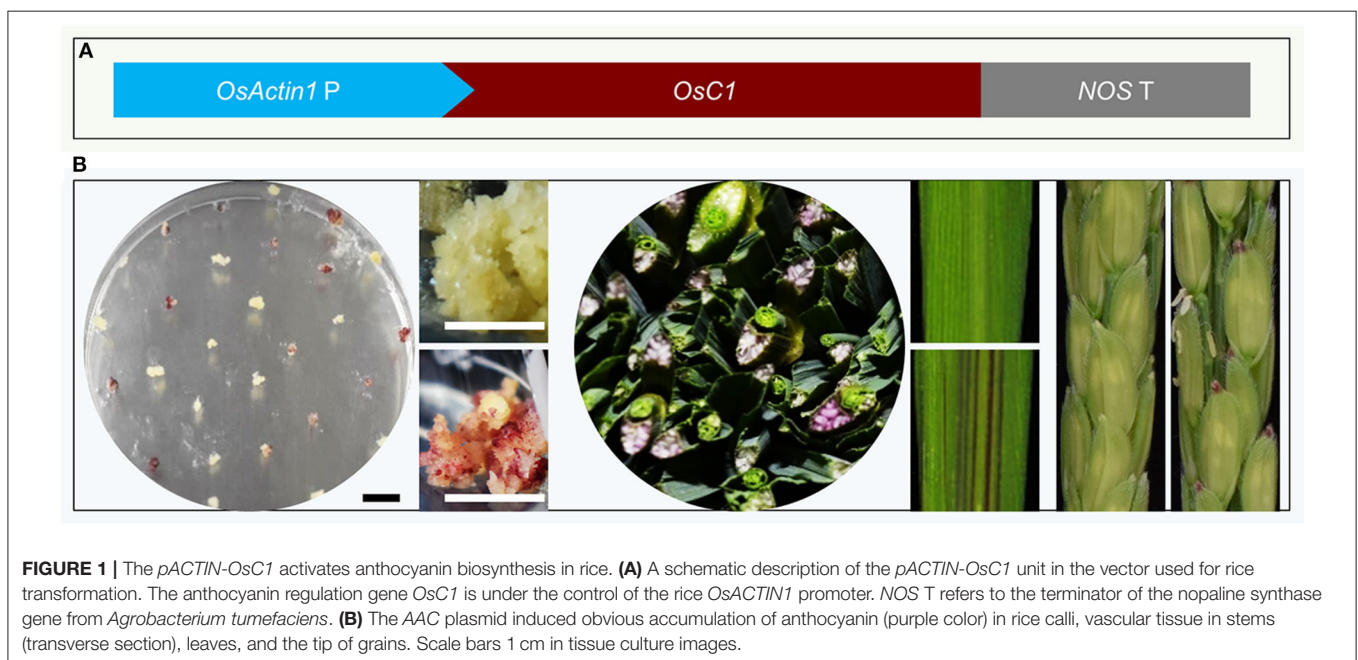 A
OsActin1 P
OsC1
NOS T
B
FIGURE 1 | The pACTIN-OsC1 activates anthocyanin biosynthesis in rice. (A) A schematic description of the pACTIN-OsC1 unit in the vector used for rice
transformation. The anthocyanin regulation gene OsC1 is under the control of the rice OsACTIN1 promoter. NOS T refers to the terminator of the nopaline synthase
gene from Agrobacterium tumefaciens. (B) The AAC plasmid induced obvious accumulation of anthocyanin (purple color) in rice calli, vascular tissue in stems
(transverse section), leaves, and the tip of grains. Scale bars 1 cm in tissue culture images.